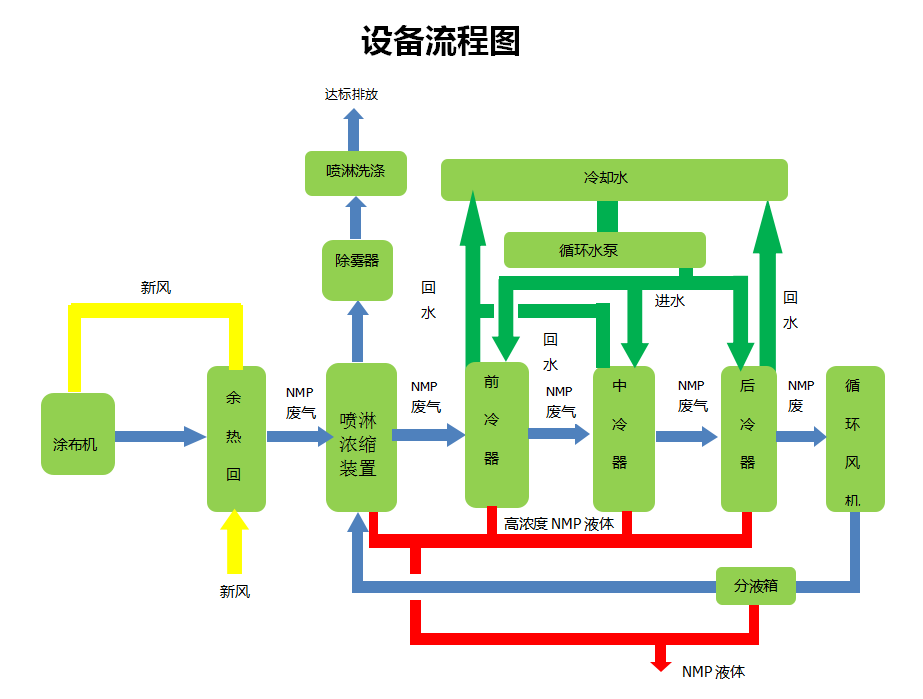 设备流程图
达标排放
喷淋洗涤
冷却水
循环水泵
除雾器
新风
回
水
进水
回
水
回
水
涂布机
余
热
回
NMP
废气
喷淋
浓缩
装置
NMP
废气
前
冷
器
NMP
废气
中
冷
器
NMP
废气
后
冷
器
NMP
废
循
环
风
机
高浓度 NMP 液体
新风
分液箱
NMP 液体